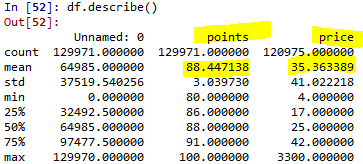 In [52]: df.describe()
Out[52]:
Unnamed: 0 points price
count 129971.000000 129971.000000 120975.000000
mean 64985.000000 88.447138 35.363389
std 37519.540256 3.039730 41.022218
min 0.000000 80.000000 4.000000
25% 32492.500000 86.000000 17.000000
50% 64985.000000 88.000000 25.000000
75% 97477.500000 91.000000 42.000000
max 129970.000000 100.000000 3300.000000